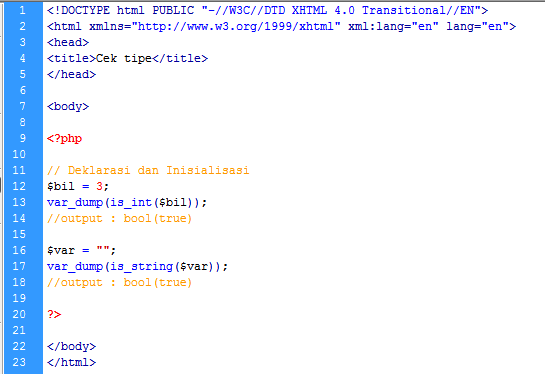 1 <!DOCTYPE html PUBLIC "-//W3C//DTD XHTML 4.0 Transitional//EN">
2 <html xmlns="http://www.w3.org/1999/xhtml" xml:lang="en" lang="en">
3 <head>
4 <title>Cek tipe</title>
5 </head>
6
7 <body>
8
9 <?php
10
11 // Deklarasi dan Inisialisasi
12 $bil = 3;
13 var_dump(is_int($bil));
14 //output : bool(true)
15
16 $var = "";
17 var_dump(is_string($var));
18 //output : bool(true)
19
20 ?>
21
22 </body>
23 </html>